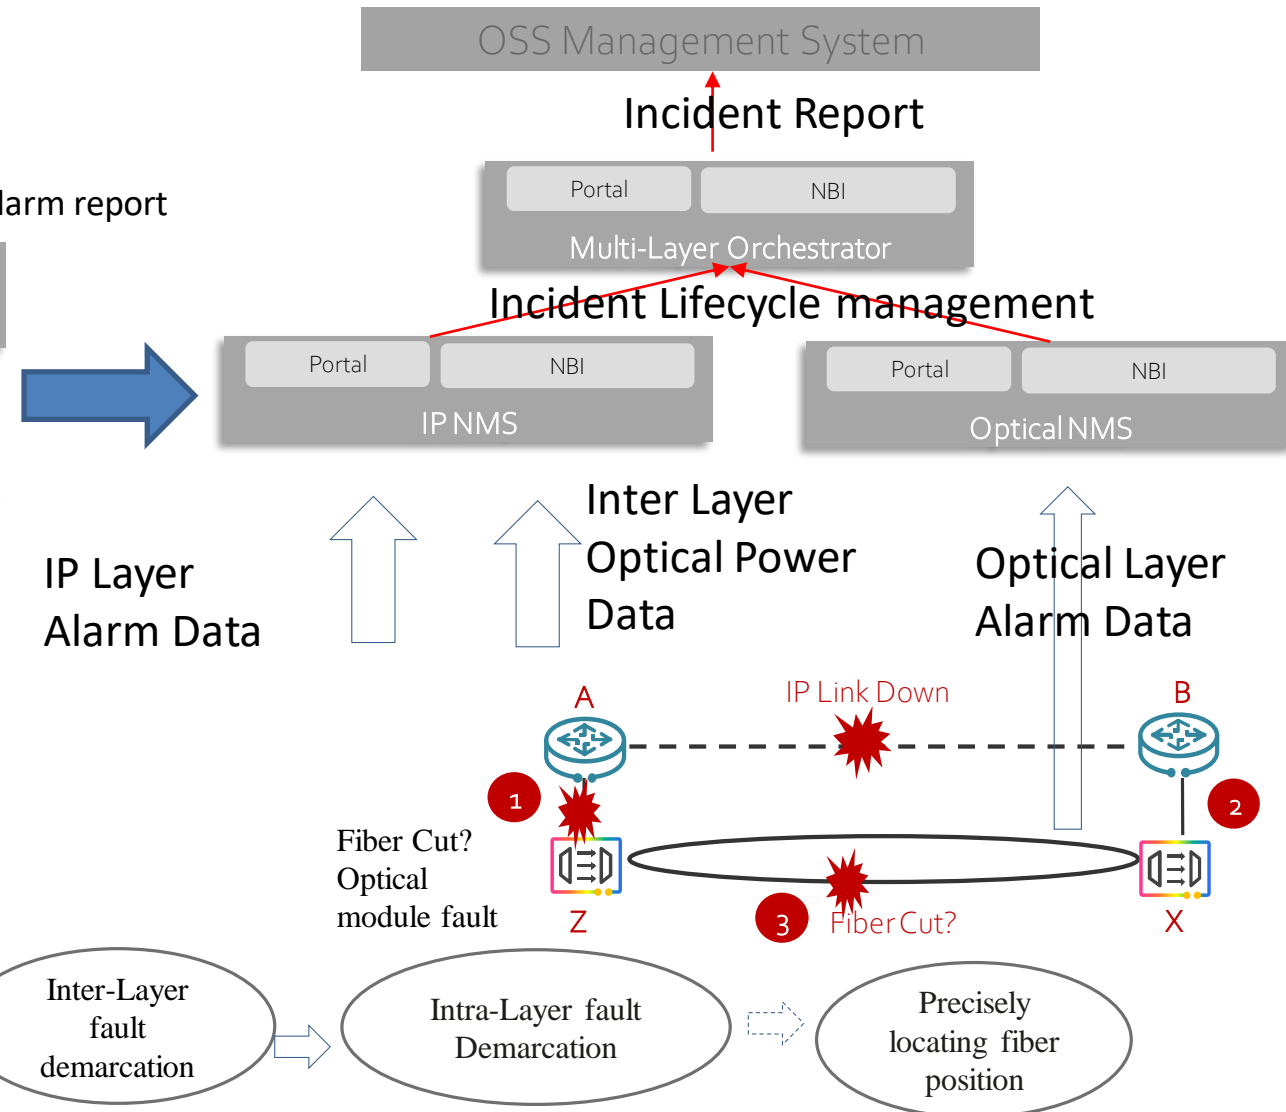 OSS Management System
Incident Report
Portal
NBI
Multi-Layer Orchestrator
larm report
Incident Lifecycle management
Portal
NBI
IP NMS
Portal
NBI
Optical NMS
IP Layer
Alarm Data
Inter Layer
Optical Power
Data
Optical Layer
Alarm Data
A
IP Link Down
B
1
2
Fiber Cut?
Optical
module fault
Z
3
Fiber Cut?
X
Inter-Layer
fault
demarcation
Intra-Layer fault
Demarcation
Precisely
locating fiber
position